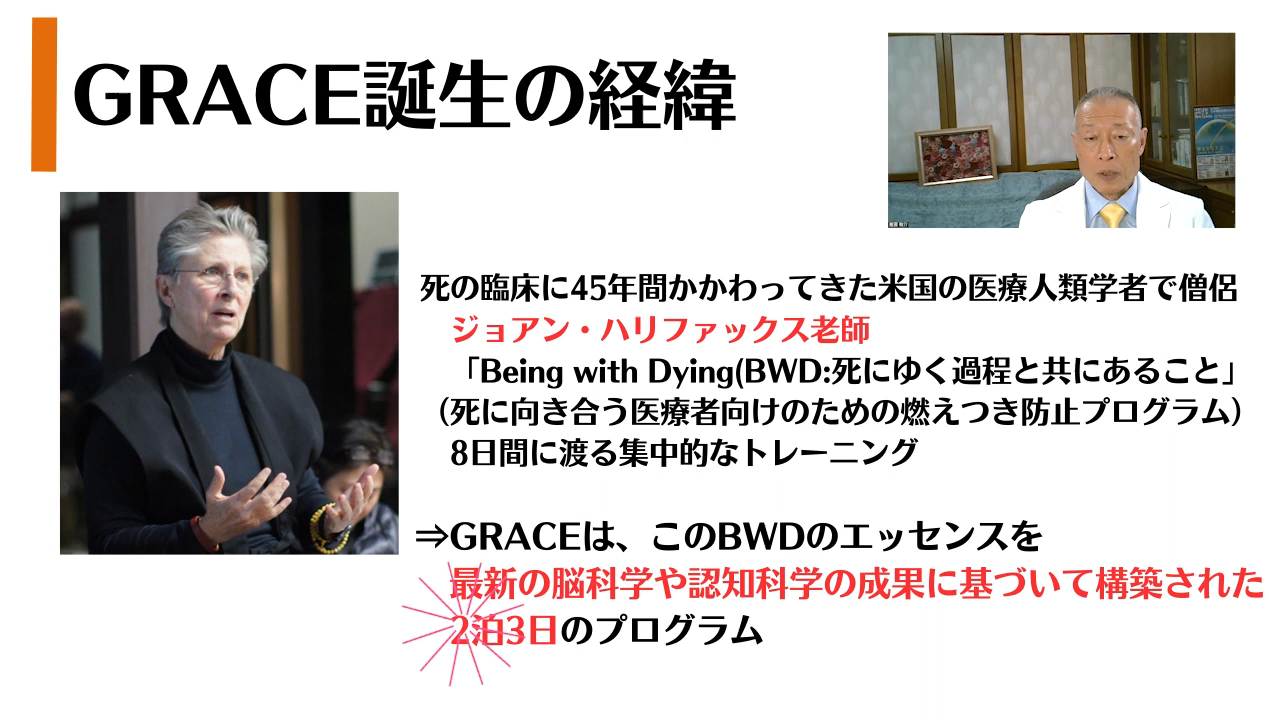 GRACE誕生の経緯
死の臨床に45年間かかわってきた米国の医療人類学者で僧侶
ジョアン・ハリファックス老師
「Being with Dying(BWD:死にゆく過程と共にあること」
（死に向き合う医療者向けのための燃えつき防止プログラム）
8日間に渡る集中的なトレーニング
⇒GRACEは、このBWDのエッセンスを
最新の脳科学や認知科学の成果に基づいて構築された
2泊3日のプログラム